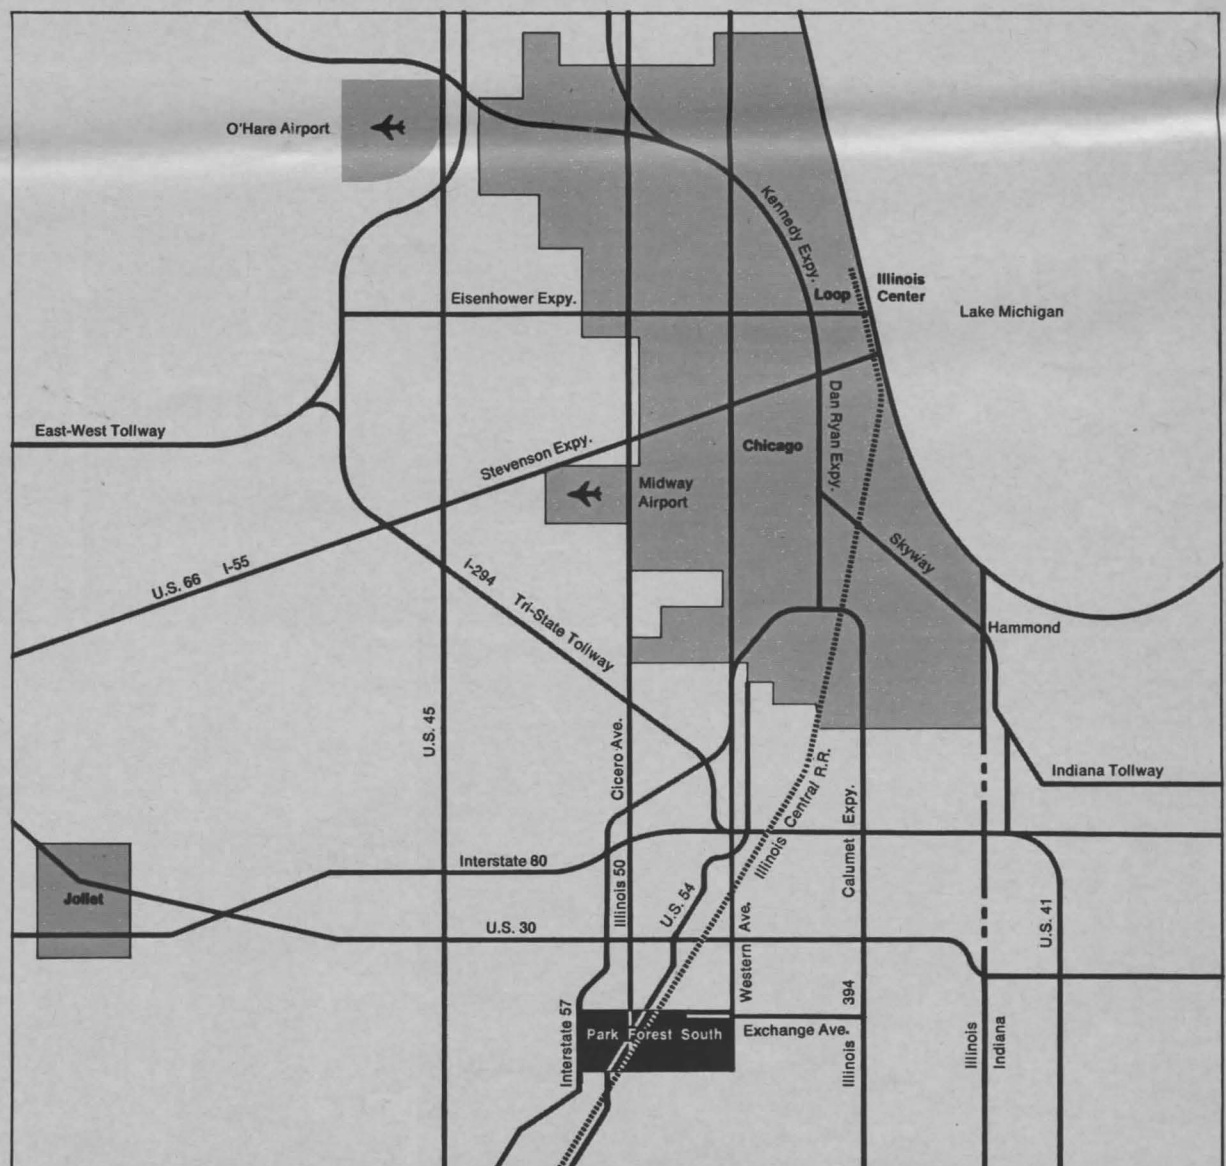 O'Hare Airport
Kennedy Expy.
Illinois
Center
Loop
Eisenhower Expy.
Lake Michigan
East-West Tollway
Dan Ryan Expy.
Stevenson Expy.
Chicago
Midway
Airport
Skyway
U.S. 66 I-55
I-294 Tri-State Tollway
Hammond
U.S. 45
Cicero Ave.
Illinois Central R.R.
Indiana Tollway
Calumet Expy.
Interstate 80
Illinois 50
U.S. 54
Joliet
U.S. 30
Western Ave.
U.S. 41
Interstate 57
Park Forest South
Exchange Ave.
Illinois 394
Illinois
Indiana